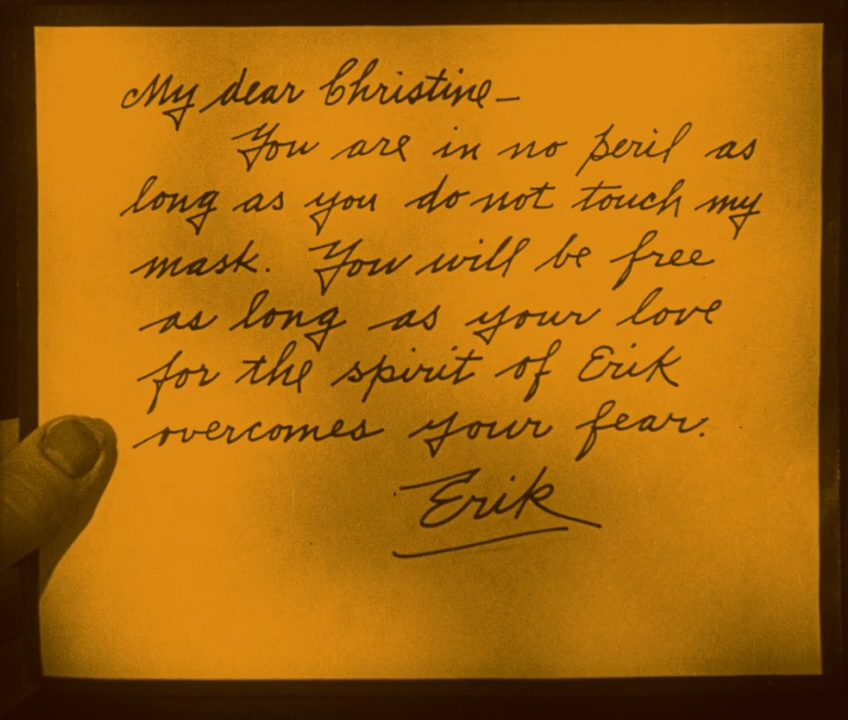 My dear Christine—
You are in no peril as
long as you do not touch my
mask. You will be free
as long as your love
for the spirit of Erik
overcomes your fear.
Erik